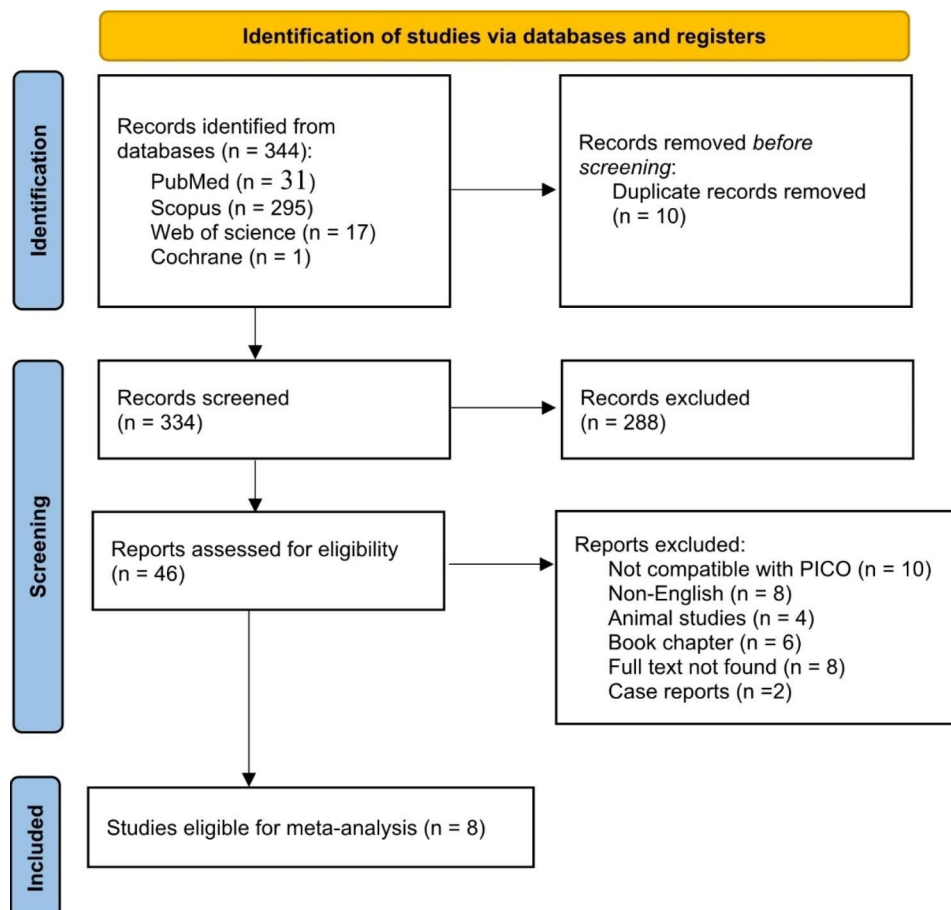 Identification of studies via databases and registers
Identification
Records identified from
databases (n = 344):
PubMed (n = 31)
Scopus (n = 295)
Web of science (n = 17)
Cochrane (n = 1)
Records removed before
screening:
Duplicate records removed
(n = 10)
Screening
Records screened
(n = 334)
Records excluded
(n = 288)
Reports assessed for eligibility
(n = 46)
Reports excluded:
Not compatible with PICO (n = 10)
Non-English (n = 8)
Animal studies (n = 4)
Book chapter (n = 6)
Full text not found (n = 8)
Case reports (n =2)
Included
Studies eligible for meta-analysis (n = 8)